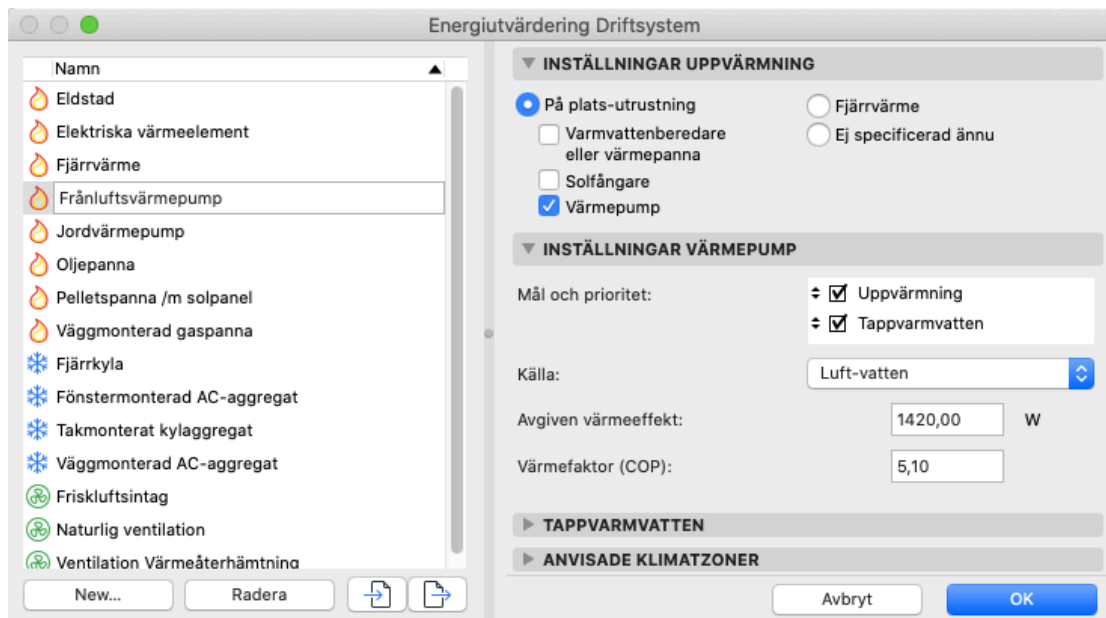 Energiutvärdering Driftsystem
Namn
Eldstad
Elektriska värmeelement
Fjärrvärme
Frånluftsvärmepump
Jordvärmepump
Oljepanna
Pelletspanna /m solpanel
Väggmonterad gaspanna
Fjärrkyla
Fönstermonterad AC-aggregat
Takmonterat kylaggregat
Väggmonterad AC-aggregat
Friskluftsintag
Naturlig ventilation
Ventilation Värmeåterhämtning
New...
Radera
INSTÄLLNINGAR UPPVÄRMNING
På plats-utrustning
Fjärrvärme
Varmvattenberedare
eller värmepanna
Ej specificerad ännu
Solfångare
Värmepump
INSTÄLLNINGAR VÄRMEPUMP
Mål och prioritet:
Uppvärmning
Tappvarmvatten
Källa:
Luft-vatten
Avgiven värmeeffekt:
1420,00 W
Värmefaktor (COP):
5,10
TAPPVARMVATTEN
ANVISADE KLIMATZONER
Avbryt
OK